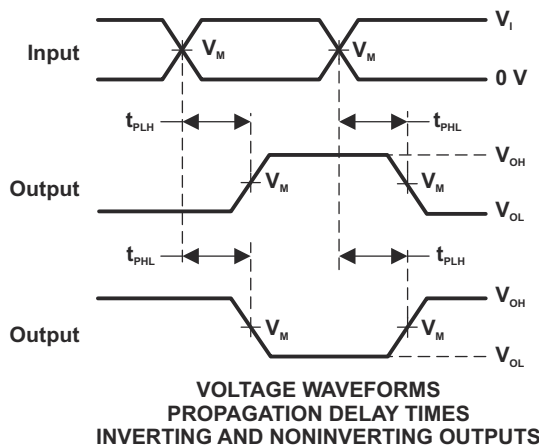 V_I
Input
V_M
V_M
0 V
t_PLH
t_PHL
V_OH
Output
V_M
V_M
V_OL
t_PHL
t_PLH
V_OH
Output
V_M
V_M
V_OL
VOLTAGE WAVEFORMS
PROPAGATION DELAY TIMES
INVERTING AND NONINVERTING OUTPUTS